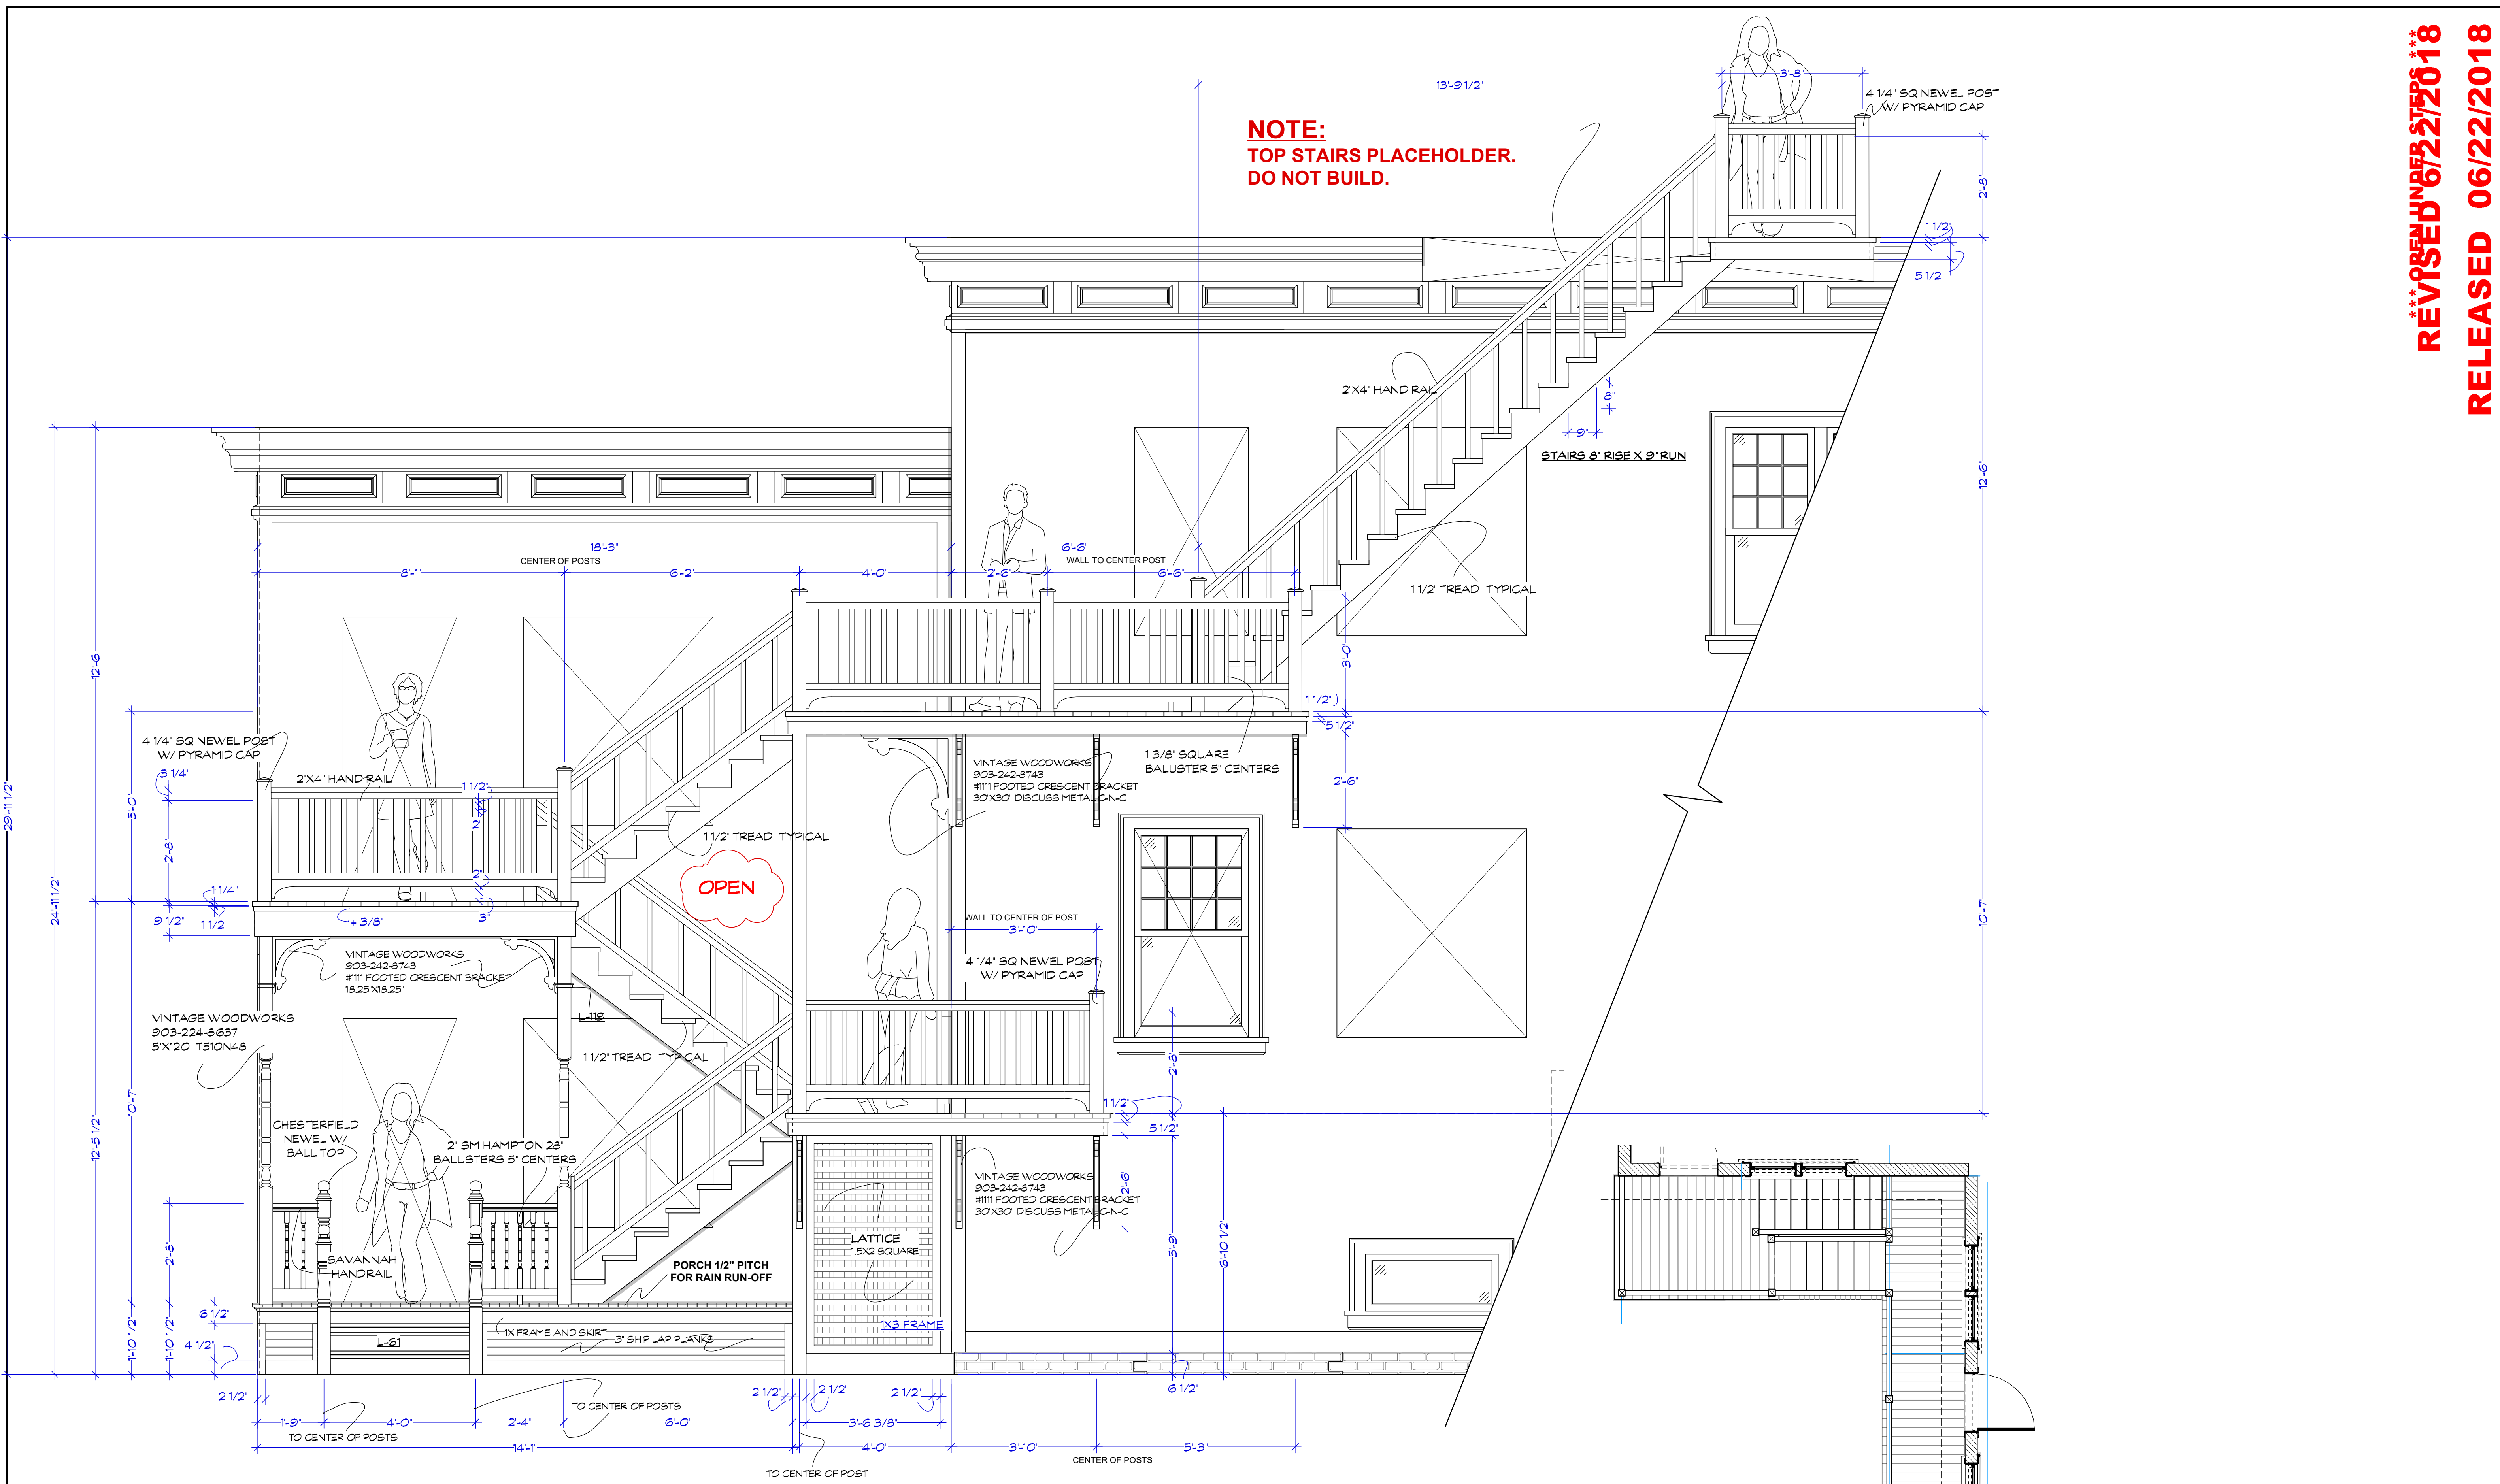 *** OPEN UNDER STEPS ***
REVISED 6/22/2018
RELEASED 06/22/2018
13'-9 1/2"
3'-8"
4 1/4" SQ NEWEL POST
W/ PYRAMID CAP
NOTE:
TOP STAIRS PLACEHOLDER.
DO NOT BUILD.
2'-8"
1 1/2"
5 1/2"
2"X4" HAND RAIL
8"
9"
STAIRS 8" RISE X 9" RUN
12'-6"
18'-3"
CENTER OF POSTS
6'-6"
WALL TO CENTER POST
8'-1"
6'-2"
4'-0"
2'-6"
6'-6"
1 1/2" TREAD TYPICAL
12'-6"
3'-0"
1 1/2"
5 1/2"
4 1/4" SQ NEWEL POST
W/ PYRAMID CAP
3 1/4"
2"X4" HAND RAIL
1 1/2"
2"
VINTAGE WOODWORKS
903-242-8743
#1111 FOOTED CRESCENT BRACKET
30"X30" DISCUSS METAL C-N-C
1 3/8" SQUARE
BALUSTER 5" CENTERS
2'-6"
29'-11 1/2"
5'-0"
2'-8"
1 1/2" TREAD TYPICAL
OPEN
24'-11 1/2"
2"
1 1/4"
9 1/2"
1 1/2"
+ 3/8"
3"
WALL TO CENTER OF POST
3'-10"
10'-7"
VINTAGE WOODWORKS
903-242-8743
#1111 FOOTED CRESCENT BRACKET
18.25"X18.25"
4 1/4" SQ NEWEL POST
W/ PYRAMID CAP
L-119
VINTAGE WOODWORKS
903-224-8637
5"X120" T510N48
1 1/2" TREAD TYPICAL
2'-8"
10'-7"
12'-5 1/2"
CHESTERFIELD
NEWEL W/
BALL TOP
2" SM HAMPTON 28"
BALUSTERS 5" CENTERS
1 1/2"
5 1/2"
VINTAGE WOODWORKS
903-242-8743
#1111 FOOTED CRESCENT BRACKET
30"X30" DISCUSS METAL C-N-C
2'-6"
2'-8"
SAVANNAH
HANDRAIL
LATTICE
1.5X2 SQUARE
5'-9"
6'-10 1/2"
PORCH 1/2" PITCH
FOR RAIN RUN-OFF
6 1/2"
1'-10 1/2"
1'-10 1/2"
4 1/2"
L-61
1X FRAME AND SKIRT
3" SHIP LAP PLANKS
1X3 FRAME
2 1/2"
2 1/2"
2 1/2"
2 1/2"
6 1/2"
TO CENTER OF POSTS
1'-9"
4'-0"
2'-4"
6'-0"
3'-6 3/8"
TO CENTER OF POSTS
14'-1"
4'-0"
3'-10"
5'-3"
CENTER OF POSTS
TO CENTER OF POST